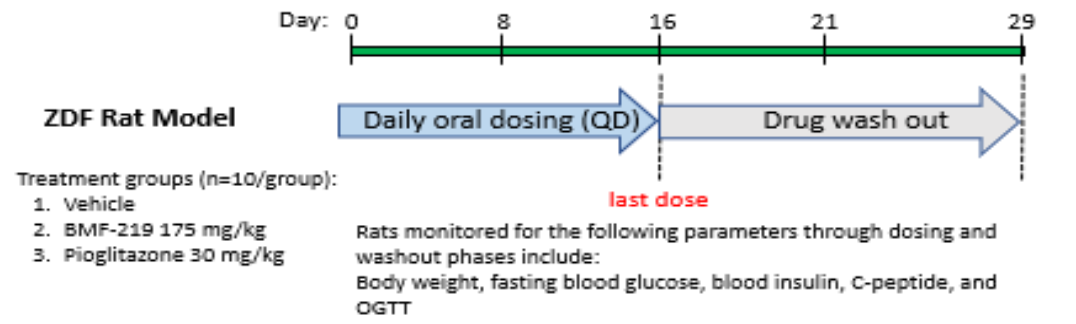 Day: 0 8 16 21 29
ZDF Rat Model
Daily oral dosing (QD)
Drug wash out
Treatment groups (n=10/group):
1. Vehicle
2. BMF-219 175 mg/kg
3. Pioglitazone 30 mg/kg
last dose
Rats monitored for the following parameters through dosing and
washout phases include:
Body weight, fasting blood glucose, blood insulin, C-peptide, and
OGTT